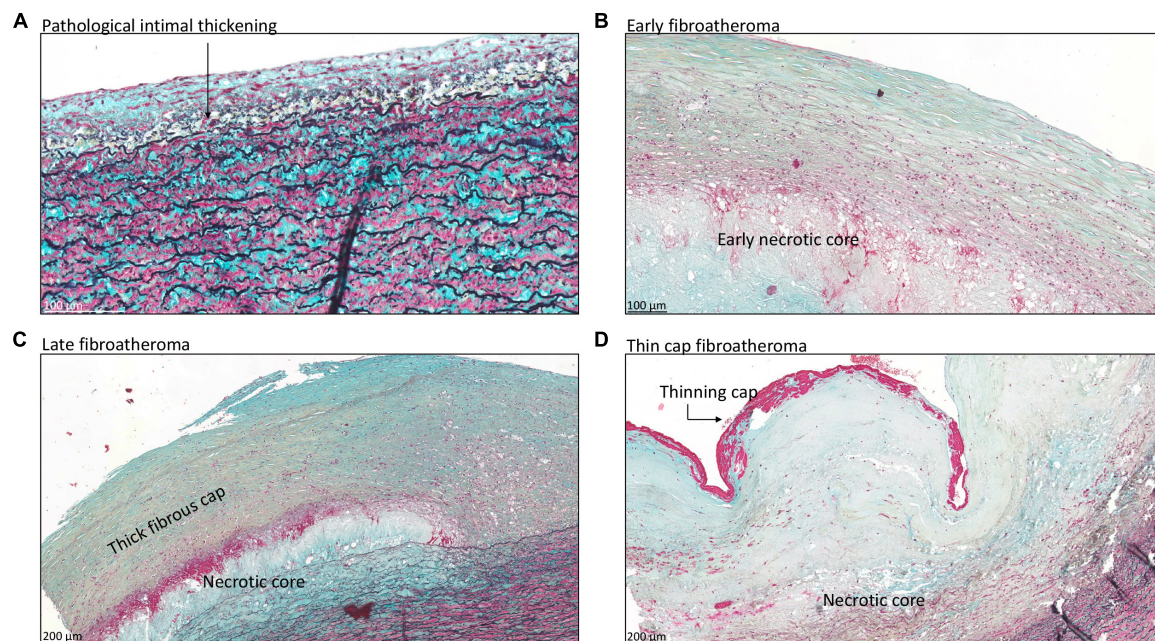 A Pathological intimal thickening
100 µm
B Early fibroatheroma
Early necrotic core
100 µm
C Late fibroatheroma
Thick fibrous cap
Necrotic core
200 µm
D Thin cap fibroatheroma
Thinning cap
Necrotic core
200 µm